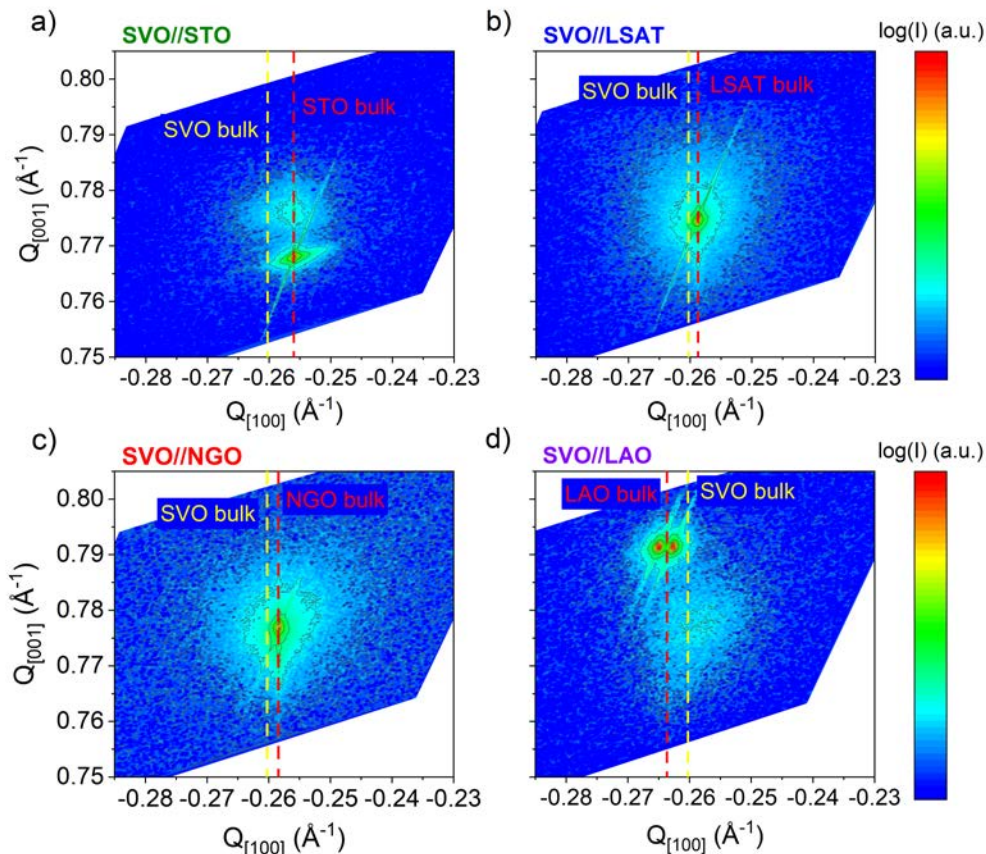 a)
SVO//STO
SVO bulk
STO bulk
0.80
0.79
0.78
0.77
0.76
0.75
Q[001] (Å-1)
-0.28 -0.27 -0.26 -0.25 -0.24 -0.23
Q[100] (Å-1)
b)
SVO//LSAT
SVO bulk
LSAT bulk
-0.28 -0.27 -0.26 -0.25 -0.24 -0.23
Q[100] (Å-1)
log(I) (a.u.)
c)
SVO//NGO
SVO bulk
NGO bulk
0.80
0.79
0.78
0.77
0.76
0.75
Q[001] (Å-1)
-0.28 -0.27 -0.26 -0.25 -0.24 -0.23
Q[100] (Å-1)
d)
SVO//LAO
LAO bulk
SVO bulk
-0.28 -0.27 -0.26 -0.25 -0.24 -0.23
Q[100] (Å-1)
log(I) (a.u.)